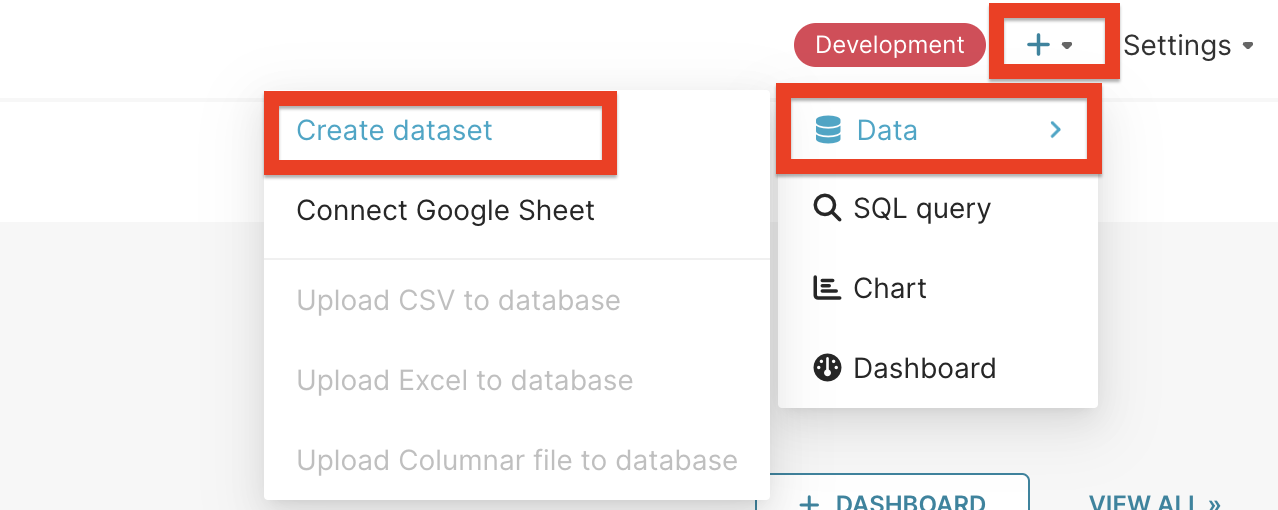 Development
+
Settings
Create dataset
Connect Google Sheet
Upload CSV to database
Upload Excel to database
Upload Columnar file to database
Data
SQL query
Chart
Dashboard
+ DASHBOARD
VIEW ALL »